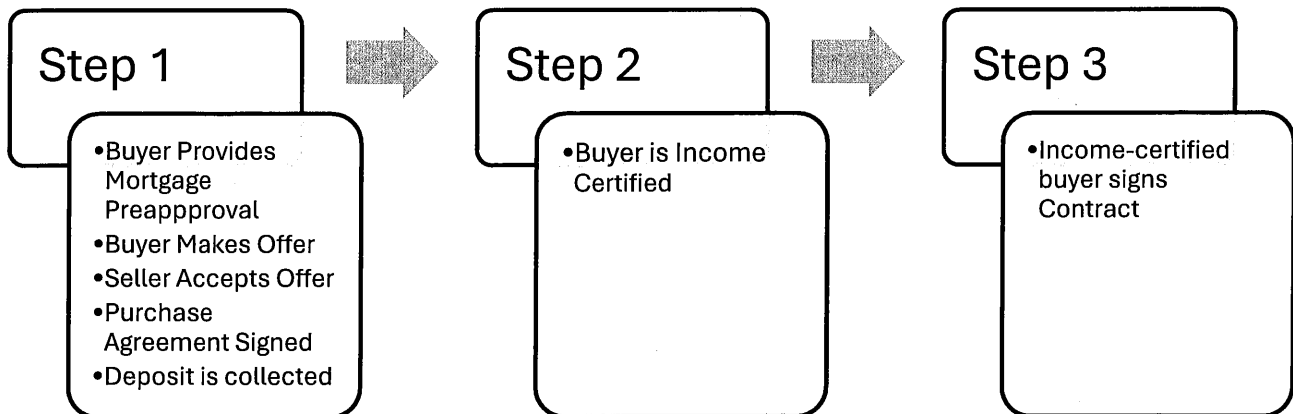 Step 1
•Buyer Provides
Mortgage
Preappproval
•Buyer Makes Offer
•Seller Accepts Offer
•Purchase
Agreement Signed
•Deposit is collected
Step 2
•Buyer is Income
Certified
Step 3
•Income-certified
buyer signs
Contract